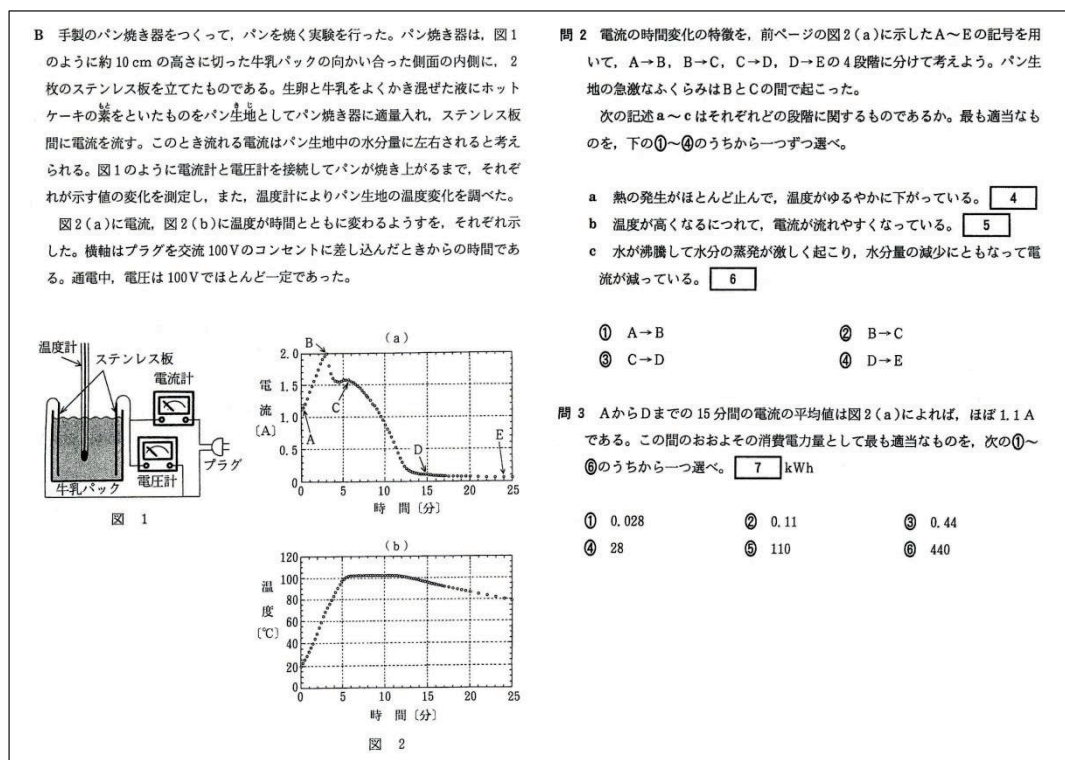 B 手製のパン焼き器をつくって，パンを焼く実験を行った。パン焼き器は，図1
のように約10 cmの高さに切った牛乳パックの向かい合った側面の内側に，2
枚のステンレス板を立てたものである。生卵と牛乳をよくかき混ぜた液にホット
ケーキの素をといたものをパン生地としてパン焼き器に適量入れ，ステンレス板
間に電流を流す。このとき流れる電流はパン生地中の水分量に左右されると考え
られる。図1のように電流計と電圧計を接続してパンが焼き上がるまで，それぞ
れが示す値の変化を測定し，また，温度計によりパン生地の温度変化を調べた。
図2(a)に電流，図2(b)に温度が時間とともに変わるようすを，それぞれ示
した。横軸はプラグを交流100Vのコンセントに差し込んだときからの時間であ
る。通電中，電圧は100Vでほとんど一定であった。
温度計
ステンレス板
電流計
電圧計
プラグ
牛乳パック
図 1
(a)
電流〔A〕
2.0
1.5
1.0
0.5
0
A
B
C
D
E
0 5 10 15 20 25
時 間〔分〕
(b)
温度〔℃〕
120
100
80
60
40
20
0
0 5 10 15 20 25
時 間〔分〕
図 2
問2 電流の時間変化の特徴を，前ページの図2(a)に示したA～Eの記号を用
いて，A→B，B→C，C→D，D→Eの4段階に分けて考えよう。パン生
地の急激なふくらみはBとCの間で起こった。
次の記述a～cはそれぞれどの段階に関するものであるか。最も適当なも
のを，下の①～④のうちから一つずつ選べ。
a 熱の発生がほとんど止んで，温度がゆるやかに下がっている。 4
b 温度が高くなるにつれて，電流が流れやすくなっている。 5
c 水が沸騰して水分の蒸発が激しく起こり，水分量の減少にともなって電
流が減っている。 6
① A→B ② B→C
③ C→D ④ D→E
問3 AからDまでの15分間の電流の平均値は図2(a)によれば，ほぼ1.1A
である。この間のおおよその消費電力量として最も適当なものを，次の①～
⑥のうちから一つ選べ。 7 kWh
① 0.028 ② 0.11 ③ 0.44
④ 28 ⑤ 110 ⑥ 440